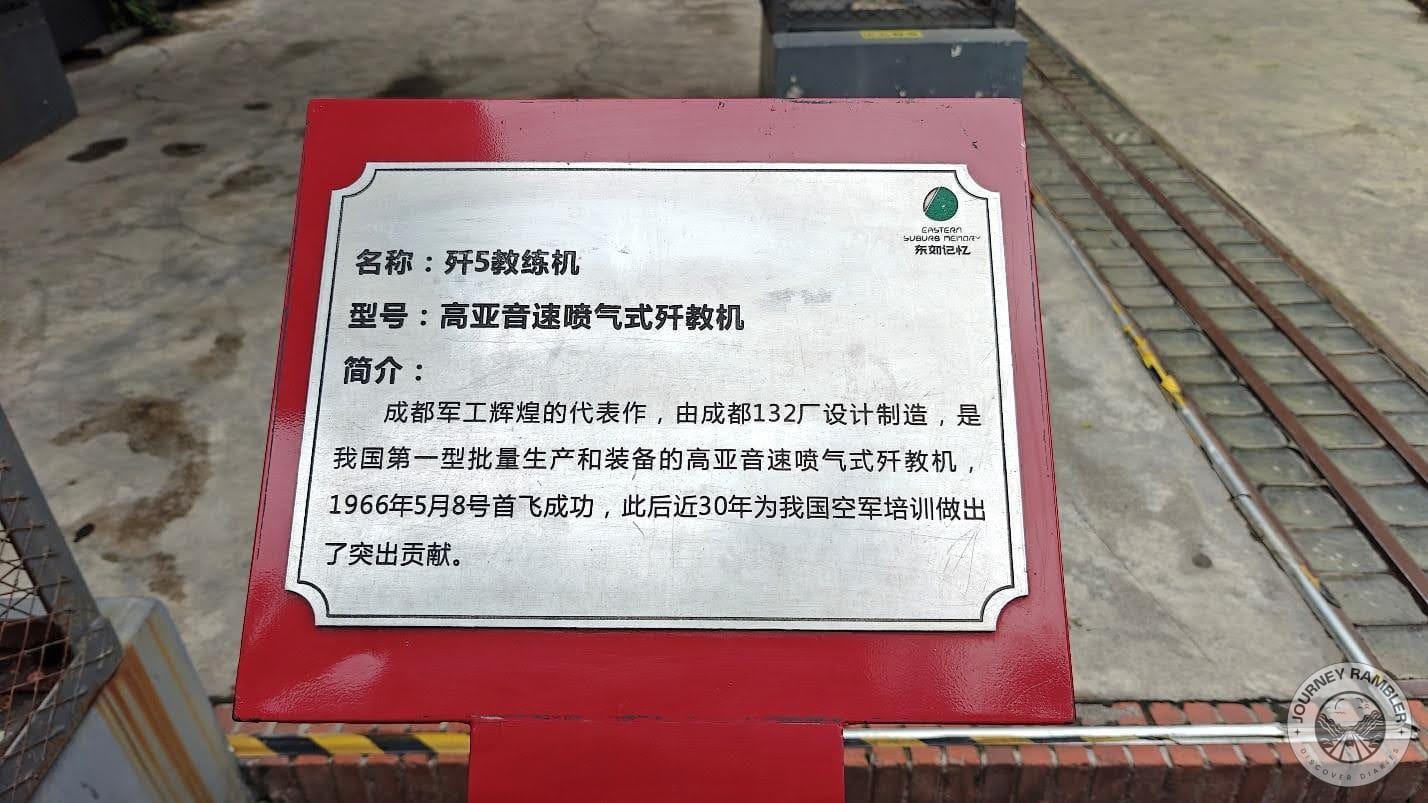 EASTERN
SUBURB MEMORY
东郊记忆
名称：歼5教练机
型号：高亚音速喷气式歼教机
简介：
成都军工辉煌的代表作，由成都132厂设计制造，是
我国第一型批量生产和装备的高亚音速喷气式歼教机，
1966年5月8号首飞成功，此后近30年为我国空军培训做出
了突出贡献。
JOURNEY RAMBLER
DISCOVER DIARIES